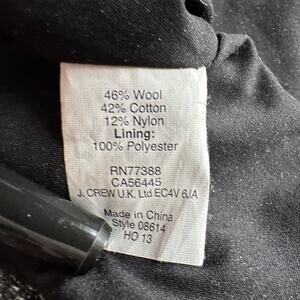 46% Wool
42% Cotton
12% Nylon
Lining:
100% Polyester
RN77388
CA56445
J. CREW U.K. Ltd EC4V 6JA
Made in China
Style 08614
HO 13